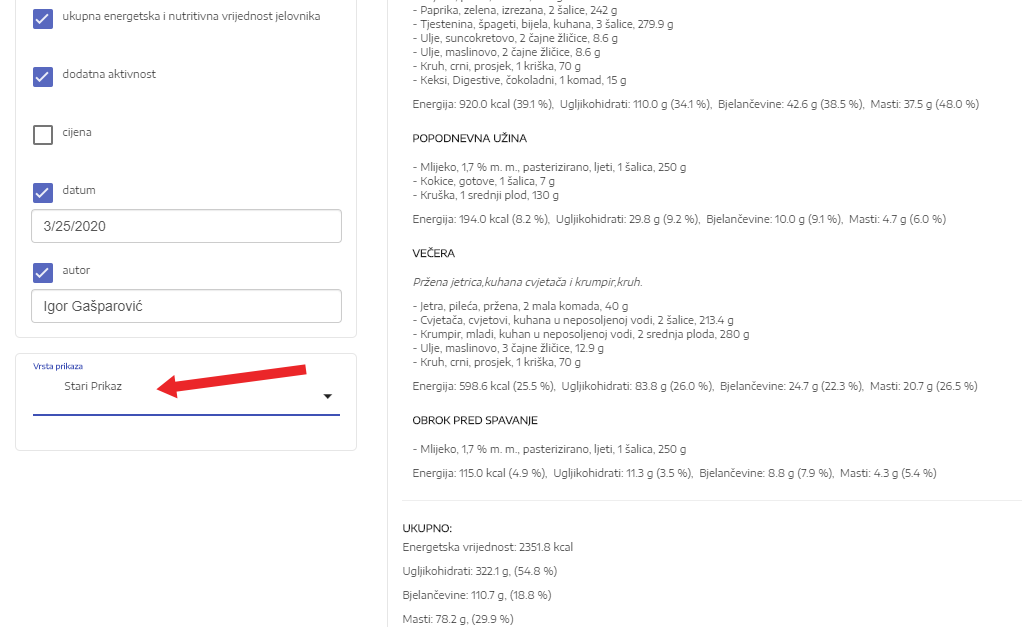 ukupna energetska i nutritivna vrijednost jelovnika
dodatna aktivnost
cijena
datum
3/25/2020
autor
Igor Gašparović
Vrsta prikaza
Stari Prikaz
- Paprika, zelena, izrezana, 2 šalice, 242 g
- Tjestenina, špageti, bijela, kuhana, 3 šalice, 279.9 g
- Ulje, suncokretovo, 2 čajne žličice, 8.6 g
- Ulje, maslinovo, 2 čajne žličice, 8.6 g
- Kruh, crni, prosjek, 1 kriška, 70 g
- Keksi, Digestive, čokoladni, 1 komad, 15 g
Energija: 920.0 kcal (39.1 %), Ugljikohidrati: 110.0 g (34.1 %), Bjelančevine: 42.6 g (38.5 %), Masti: 37.5 g (48.0 %)
POPODNEVNA UŽINA
- Mlijeko, 1,7 % m. m., pasterizirano, ljeti, 1 šalica, 250 g
- Kokice, gotove, 1 šalica, 7 g
- Kruška, 1 srednji plod, 130 g
Energija: 194.0 kcal (8.2 %), Ugljikohidrati: 29.8 g (9.2 %), Bjelančevine: 10.0 g (9.1 %), Masti: 4.7 g (6.0 %)
VEČERA
Pržena jetrica,kuhana cvjetača i krumpir,kruh.
- Jetra, pileća, pržena, 2 mala komada, 40 g
- Cvjetača, cvjetovi, kuhana u neposoljenoj vodi, 2 šalice, 213.4 g
- Krumpir, mladi, kuhan u neposoljenoj vodi, 2 srednja ploda, 280 g
- Ulje, maslinovo, 3 čajne žličice, 12.9 g
- Kruh, crni, prosjek, 1 kriška, 70 g
Energija: 598.6 kcal (25.5 %), Ugljikohidrati: 83.8 g (26.0 %), Bjelančevine: 24.7 g (22.3 %), Masti: 20.7 g (26.5 %)
OBROK PRED SPAVANJE
- Mlijeko, 1,7 % m. m., pasterizirano, ljeti, 1 šalica, 250 g
Energija: 115.0 kcal (4.9 %), Ugljikohidrati: 11.3 g (3.5 %), Bjelančevine: 8.8 g (7.9 %), Masti: 4.3 g (5.4 %)
UKUPNO:
Energetska vrijednost: 2351.8 kcal
Ugljikohidrati: 322.1 g, (54.8 %)
Bjelančevine: 110.7 g, (18.8 %)
Masti: 78.2 g, (29.9 %)